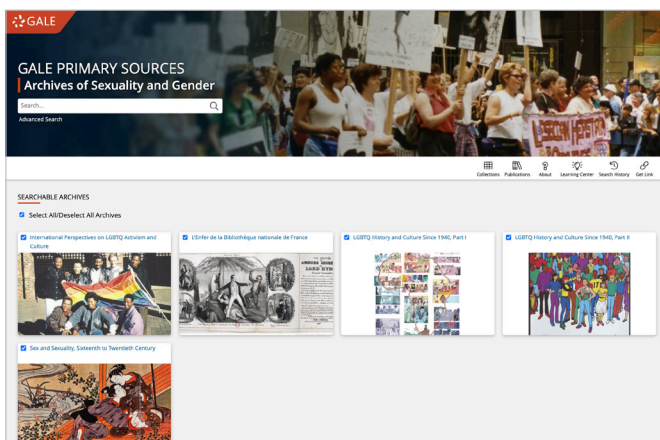 GALE
GALE PRIMARY SOURCES
Archives of Sexuality and Gender
Search...
Advanced Search
Collections Publications About Learning Center Search History Get Link
SEARCHABLE ARCHIVES
Select All/Deselect All Archives
International Perspectives on LGBTQ Activism and
Culture
L'Enfer de la Bibliothèque nationale de France
LGBTQ History and Culture Since 1940, Part I
LGBTQ History and Culture Since 1940, Part II
Sex and Sexuality, Sixteenth to Twentieth Century